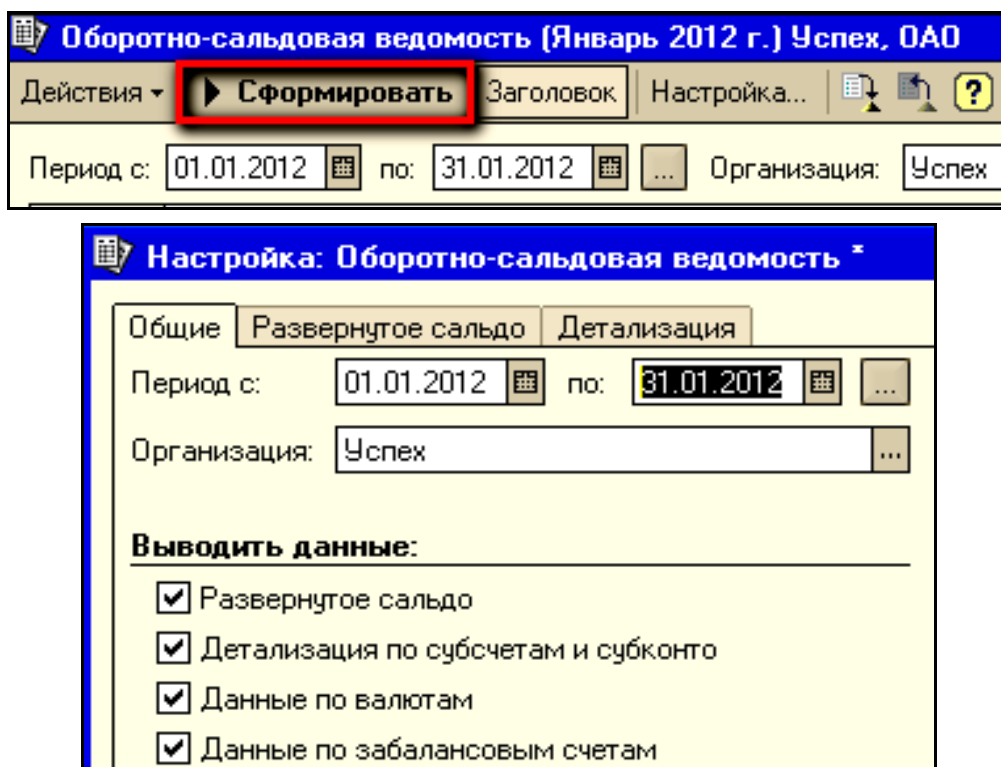 Оборотно-сальдовая ведомость (Январь 2012 г.) Успех, ОАО
Действия Сформировать Заголовок Настройка... ?
Период с: 01.01.2012 по: 31.01.2012 ... Организация: Успех
Настройка: Оборотно-сальдовая ведомость *
Общие Развернутое сальдо Детализация
Период с: 01.01.2012 по: 31.01.2012 ...
Организация: Успех ...
Выводить данные:
Развернутое сальдо
Детализация по субсчетам и субконто
Данные по валютам
Данные по забалансовым счетам